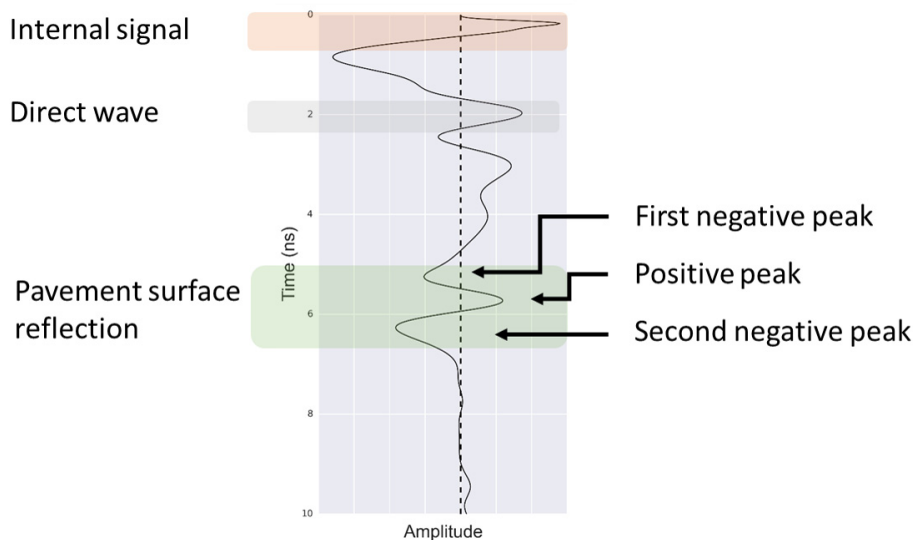 Internal signal
0
Direct wave
2
4
First negative peak
Time (ns)
Positive peak
Pavement surface
reflection
6
Second negative peak
8
10
Amplitude